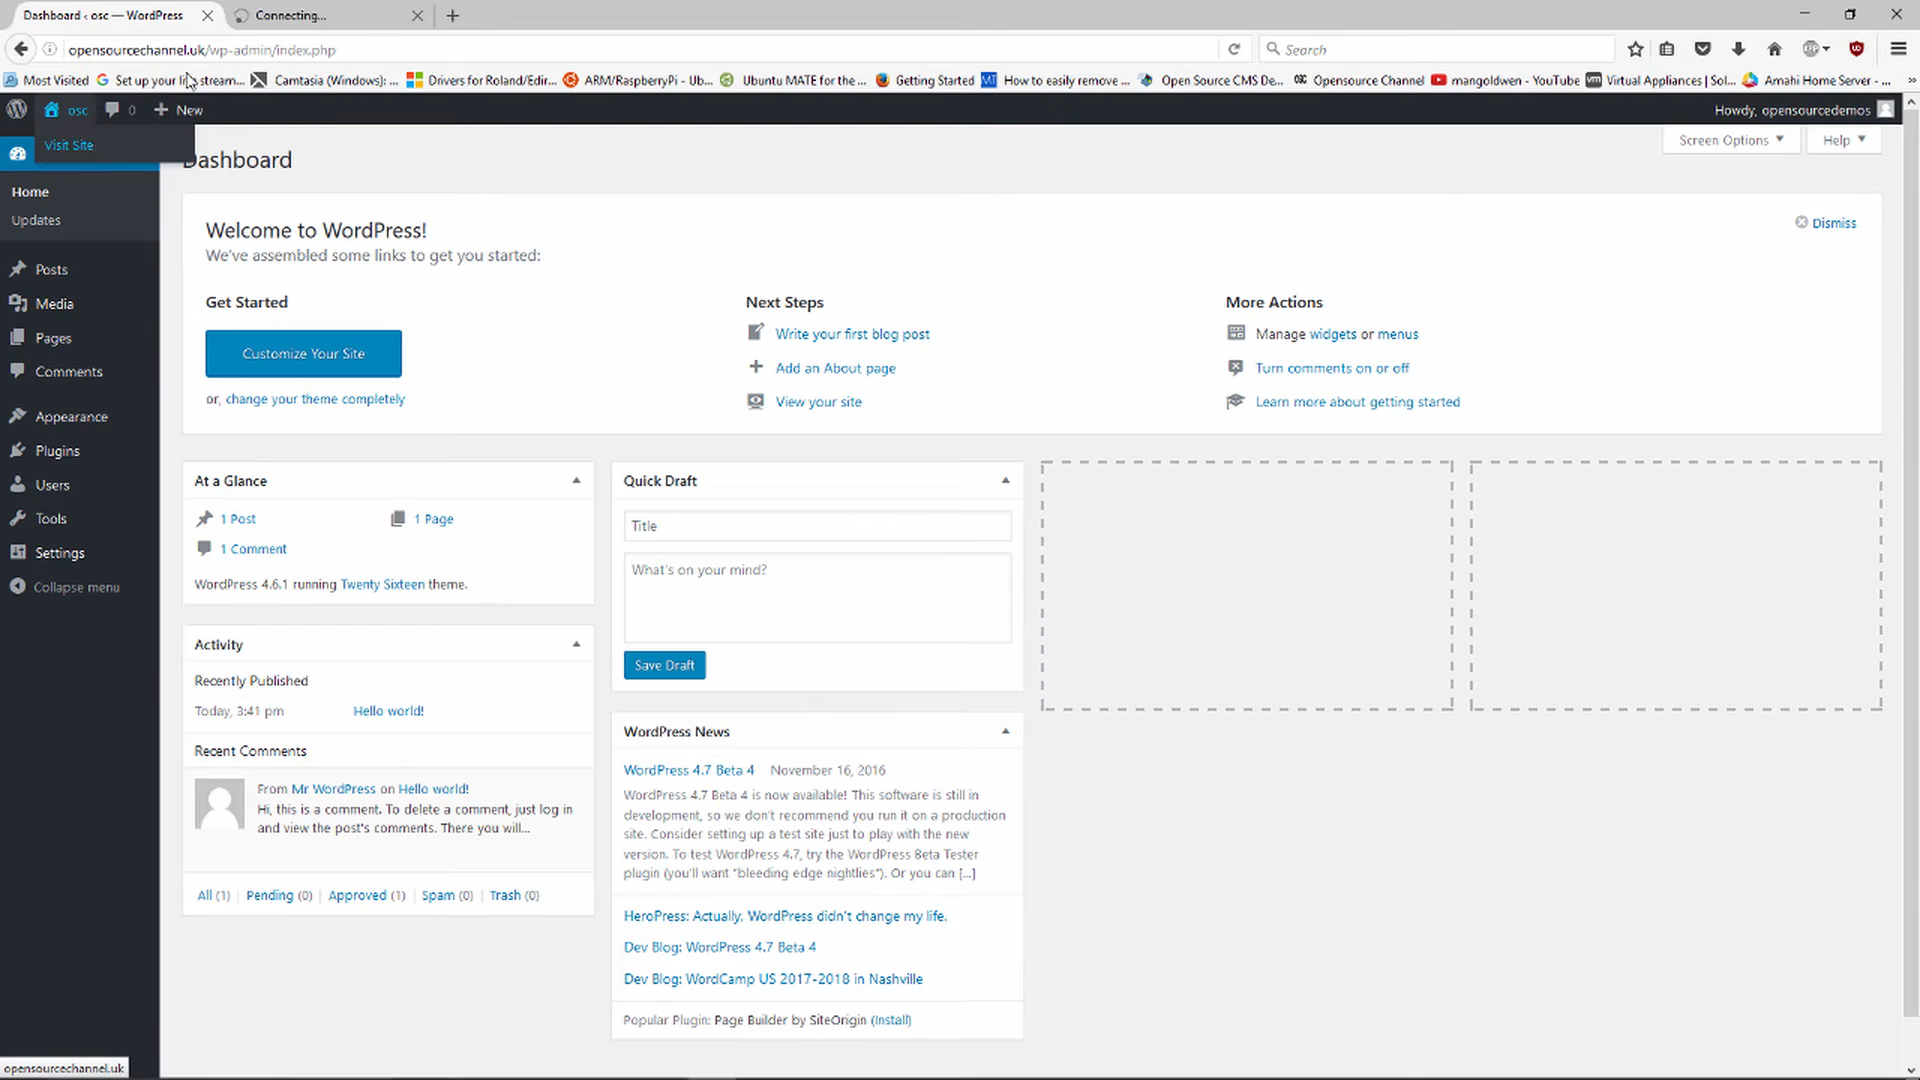 Dashboard ‹ osc — WordPress
Connecting...
opensourcechannel.uk/wp-admin/index.php
Search
Most Visited
Set up your live stream...
Camtasia (Windows): ...
Drivers for Roland/Edir...
ARM/RaspberryPi - Ub...
Ubuntu MATE for the ...
Getting Started
How to easily remove ...
Open Source CMS De...
Opensource Channel
mangoldwen - YouTube
Virtual Appliances | Sol...
Amahi Home Server - ...
osc
0
New
Howdy, opensourcedemos
Visit Site
Dashboard
Screen Options
Help
Home
Updates
Posts
Media
Pages
Comments
Appearance
Plugins
Users
Tools
Settings
Collapse menu
Welcome to WordPress!
We've assembled some links to get you started:
Dismiss
Get Started
Customize Your Site
or, change your theme completely
Next Steps
Write your first blog post
Add an About page
View your site
More Actions
Manage widgets or menus
Turn comments on or off
Learn more about getting started
At a Glance
1 Post
1 Page
1 Comment
WordPress 4.6.1 running Twenty Sixteen theme.
Activity
Recently Published
Today, 3:41 pm
Hello world!
Recent Comments
From Mr WordPress on Hello world!
Hi, this is a comment. To delete a comment, just log in
and view the post's comments. There you will...
All (1) | Pending (0) | Approved (1) | Spam (0) | Trash (0)
Quick Draft
Title
What's on your mind?
Save Draft
WordPress News
WordPress 4.7 Beta 4 November 16, 2016
WordPress 4.7 Beta 4 is now available! This software is still in
development, so we don't recommend you run it on a production
site. Consider setting up a test site just to play with the new
version. To test WordPress 4.7, try the WordPress Beta Tester
plugin (you'll want "bleeding edge nightlies"). Or you can [...]
HeroPress: Actually, WordPress didn't change my life.
Dev Blog: WordPress 4.7 Beta 4
Dev Blog: WordCamp US 2017-2018 in Nashville
Popular Plugin: Page Builder by SiteOrigin (Install)
opensourcechannel.uk